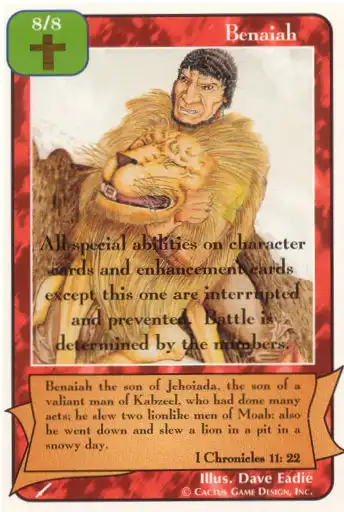 8/8
Benaiah
All special abilities on character
cards and enhancement cards
except this one are interrupted
and prevented. Battle is
determined by the numbers.
Benaiah the son of Jehoiada, the son of a
valiant man of Kabzeel, who had done many
acts; he slew two lionlike men of Moab: also
he went down and slew a lion in a pit in a
snowy day.
I Chronicles 11: 22
Illus. Dave Eadie
© Cactus Game Design, Inc.